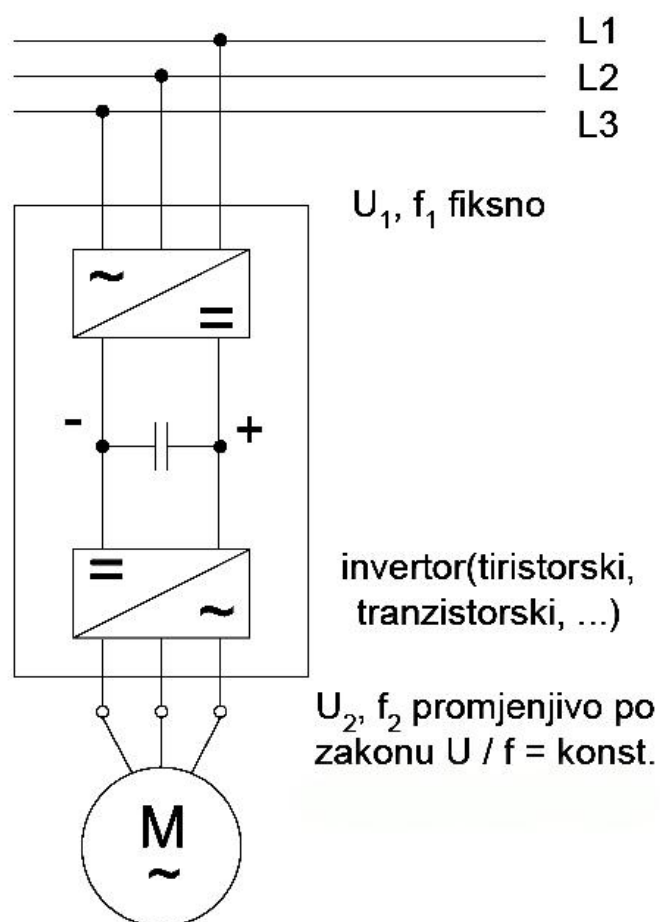 L1
L2
L3
U₁, f₁ fiksno
~
=
- +
=
~
invertor(tiristorski,
tranzistorski, ...)
U₂, f₂ promjenjivo po
zakonu U / f = konst.
M
~